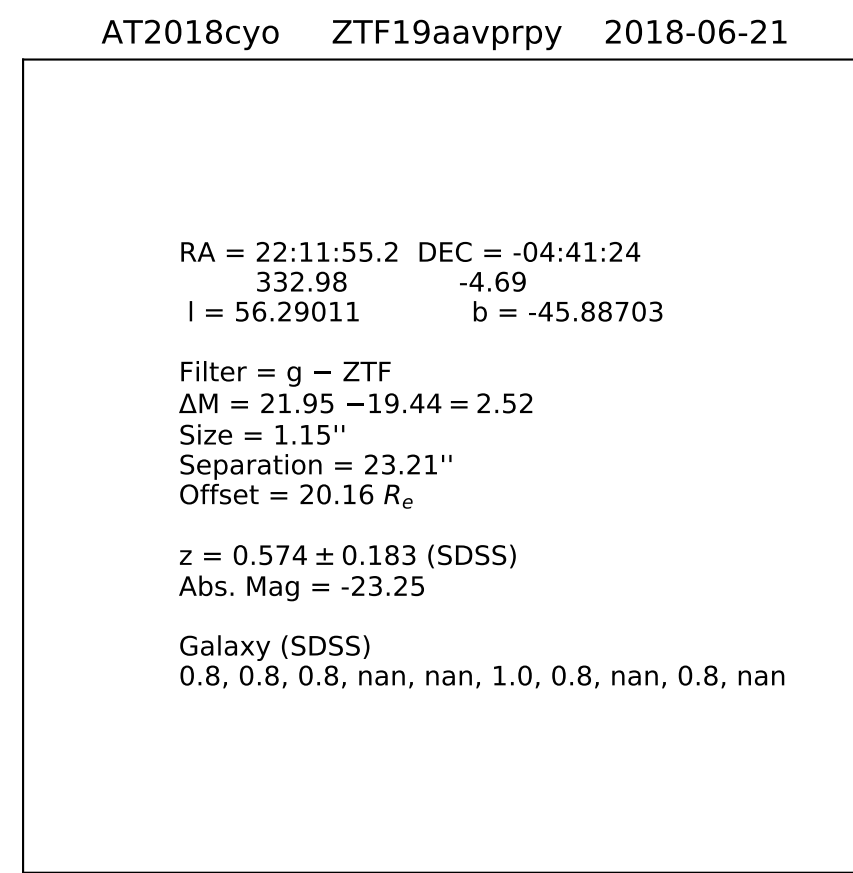 AT2018cyo ZTF19aavprpy 2018-06-21
RA = 22:11:55.2 DEC = -04:41:24
332.98 -4.69
l = 56.29011 b = -45.88703
Filter = g − ZTF
ΔM = 21.95 −19.44 = 2.52
Size = 1.15''
Separation = 23.21''
Offset = 20.16 Re
z = 0.574 ± 0.183 (SDSS)
Abs. Mag = -23.25
Galaxy (SDSS)
0.8, 0.8, 0.8, nan, nan, 1.0, 0.8, nan, 0.8, nan